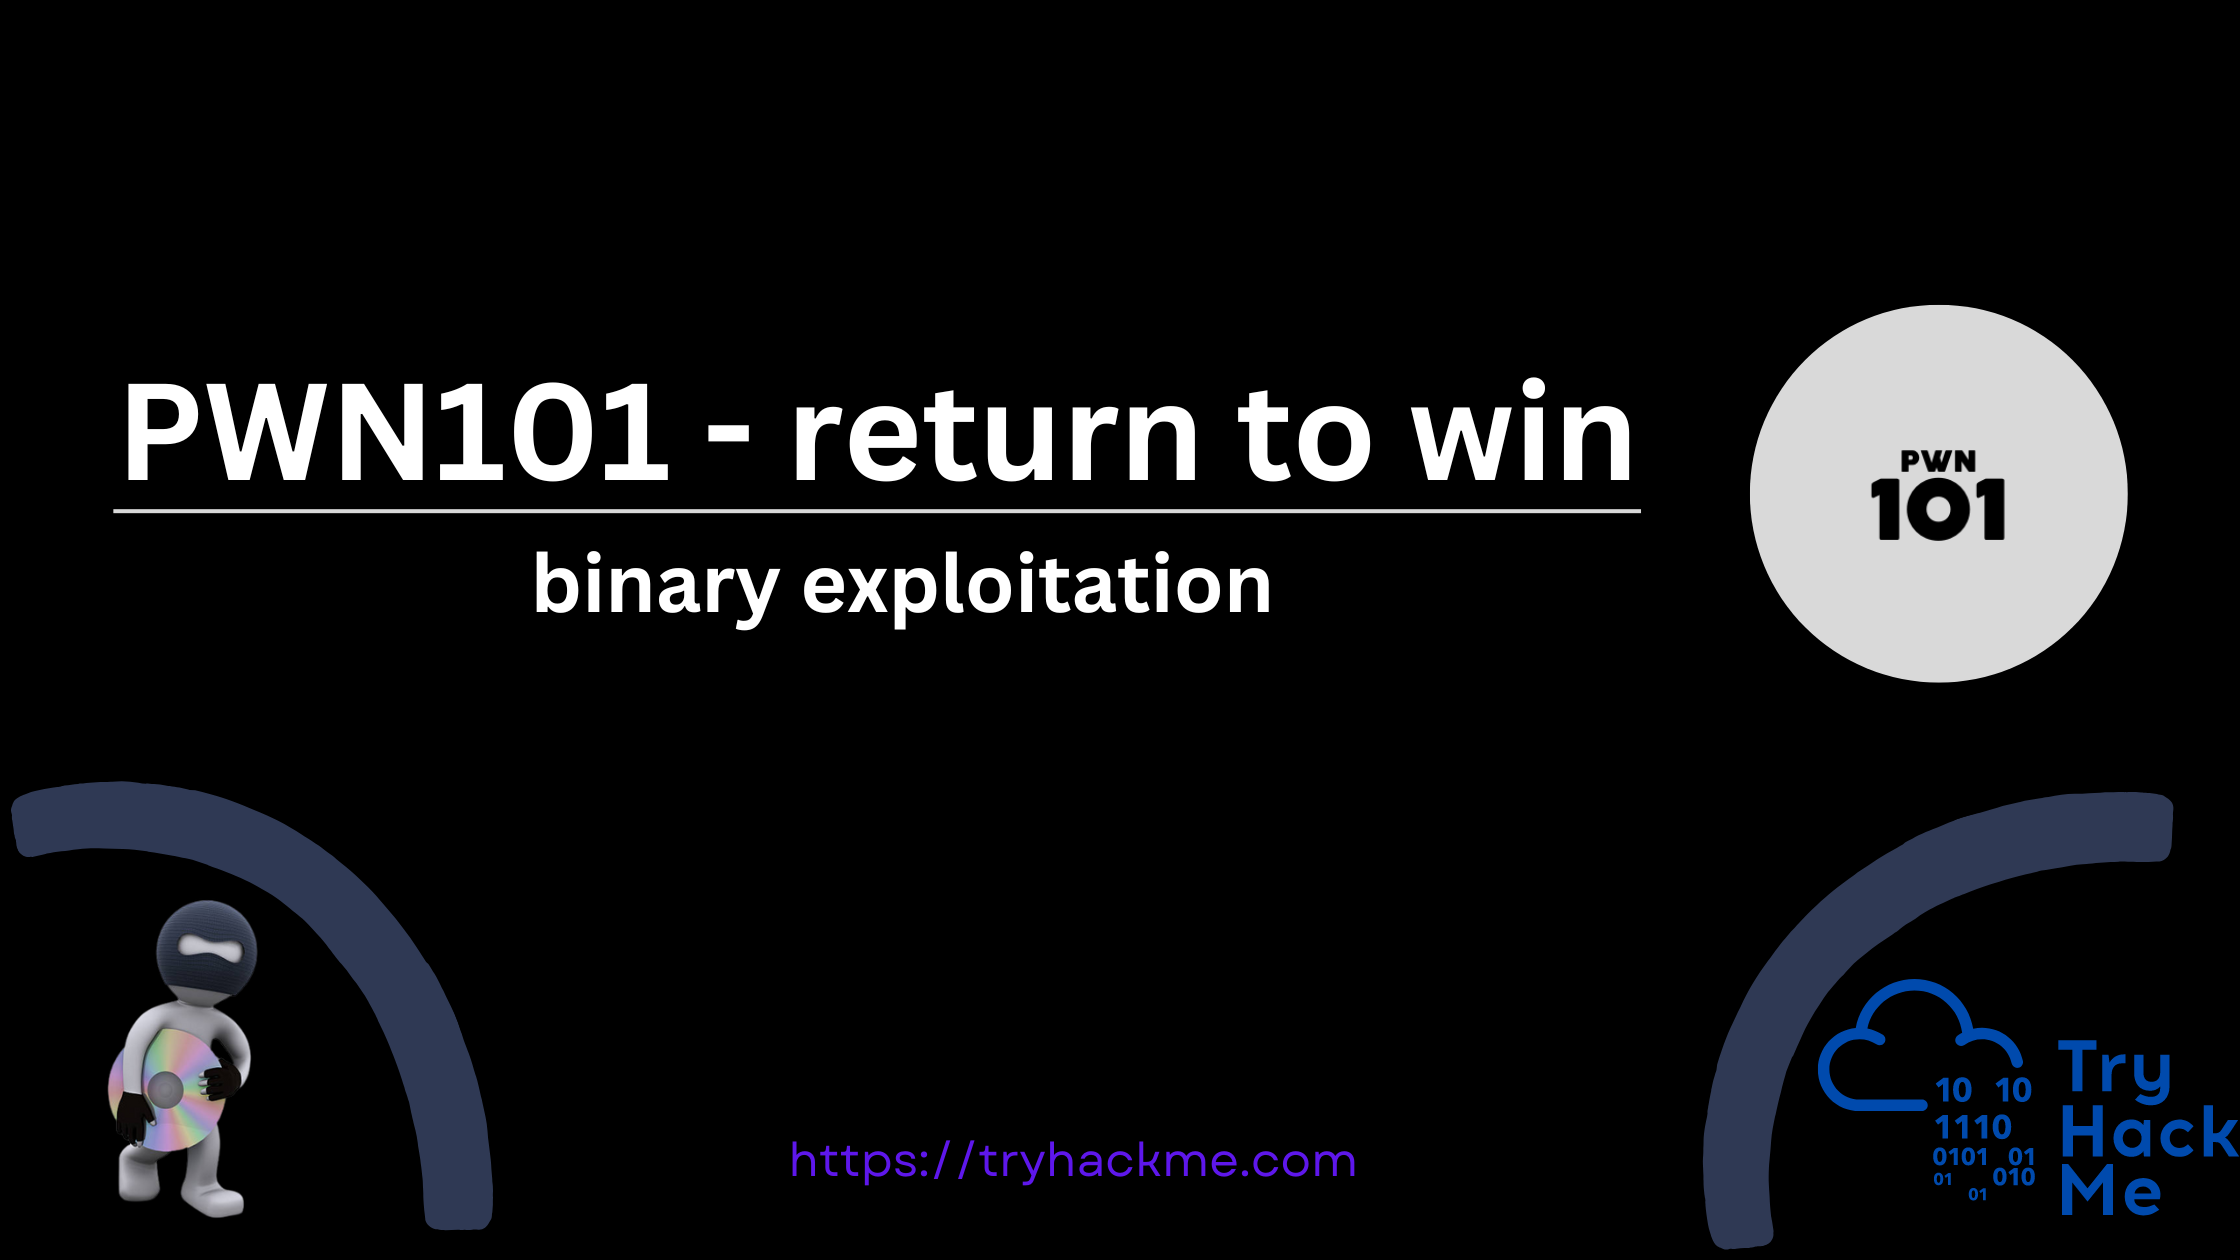 PWN101 - return to win
binary exploitation
PWN
101
https://tryhackme.com
10 10
1110
0101 01
01 010
01
Try
Hack
Me